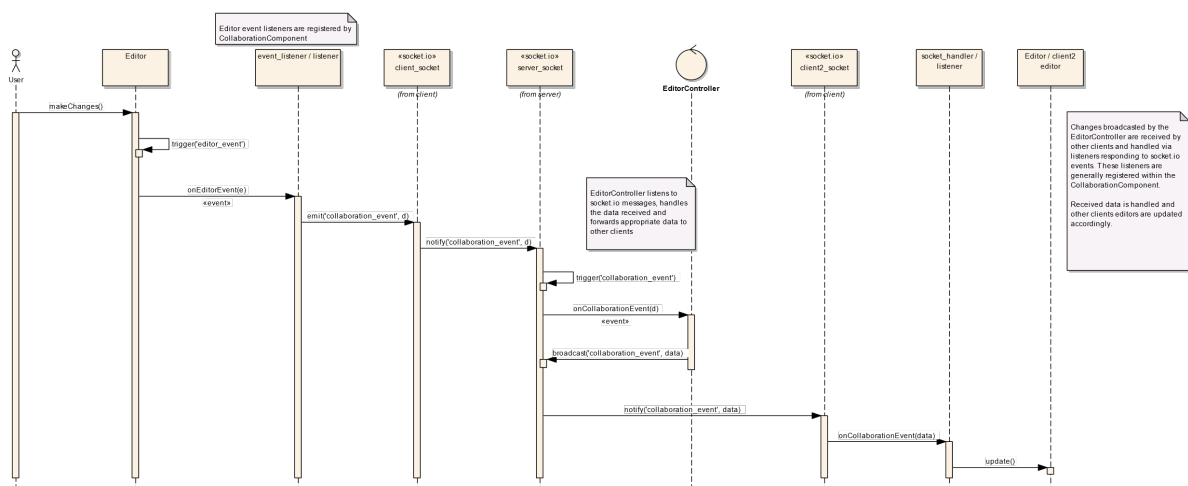 Editor event listeners are registered by
CollaborationComponent
User
Editor
event_listener / listener
«socket.io»
client_socket
(from client)
«socket.io»
server_socket
(from server)
EditorController
«socket.io»
client2_socket
(from client)
socket_handler /
listener
Editor / client2
editor
makeChanges()
trigger('editor_event')
onEditorEvent(e)
«event»
emit('collaboration_event', d)
notify('collaboration_event', d)
EditorController listens to
socket.io messages, handles
the data received and
forwards appropriate data to
other clients
Changes broadcasted by the
EditorController are received by
other clients and handled via
listeners responding to socket.io
events. These listeners are
generally registered within the
CollaborationComponent.
Received data is handled and
other clients editors are updated
accordingly.
trigger('collaboration_event')
onCollaborationEvent(d)
«event»
broadcast('collaboration_event', data)
notify('collaboration_event', data)
onCollaborationEvent(data)
update()